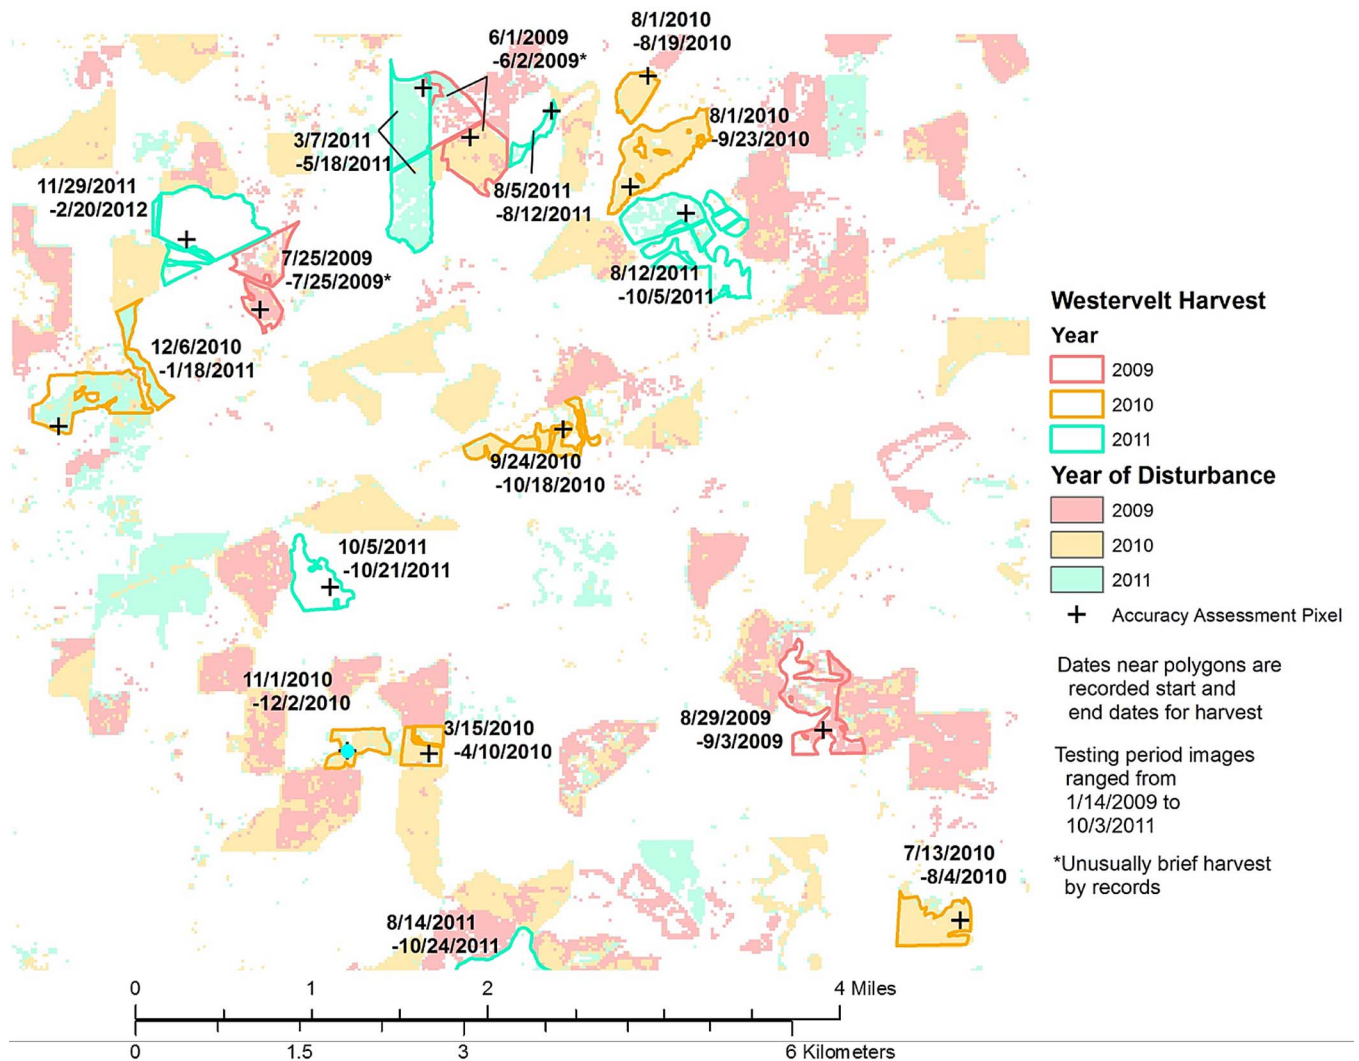 8/1/2010
-8/19/2010
6/1/2009
-6/2/2009*
8/1/2010
-9/23/2010
3/7/2011
-5/18/2011
11/29/2011
-2/20/2012
8/5/2011
-8/12/2011
7/25/2009
-7/25/2009*
8/12/2011
-10/5/2011
12/6/2010
-1/18/2011
9/24/2010
-10/18/2010
10/5/2011
-10/21/2011
11/1/2010
-12/2/2010
3/15/2010
-4/10/2010
8/29/2009
-9/3/2009
7/13/2010
-8/4/2010
8/14/2011
-10/24/2011
Westervelt Harvest
Year
2009
2010
2011
Year of Disturbance
2009
2010
2011
Accuracy Assessment Pixel
Dates near polygons are
recorded start and
end dates for harvest
Testing period images
ranged from
1/14/2009 to
10/3/2011
*Unusually brief harvest
by records
0 1 2 4 Miles
0 1.5 3 6 Kilometers